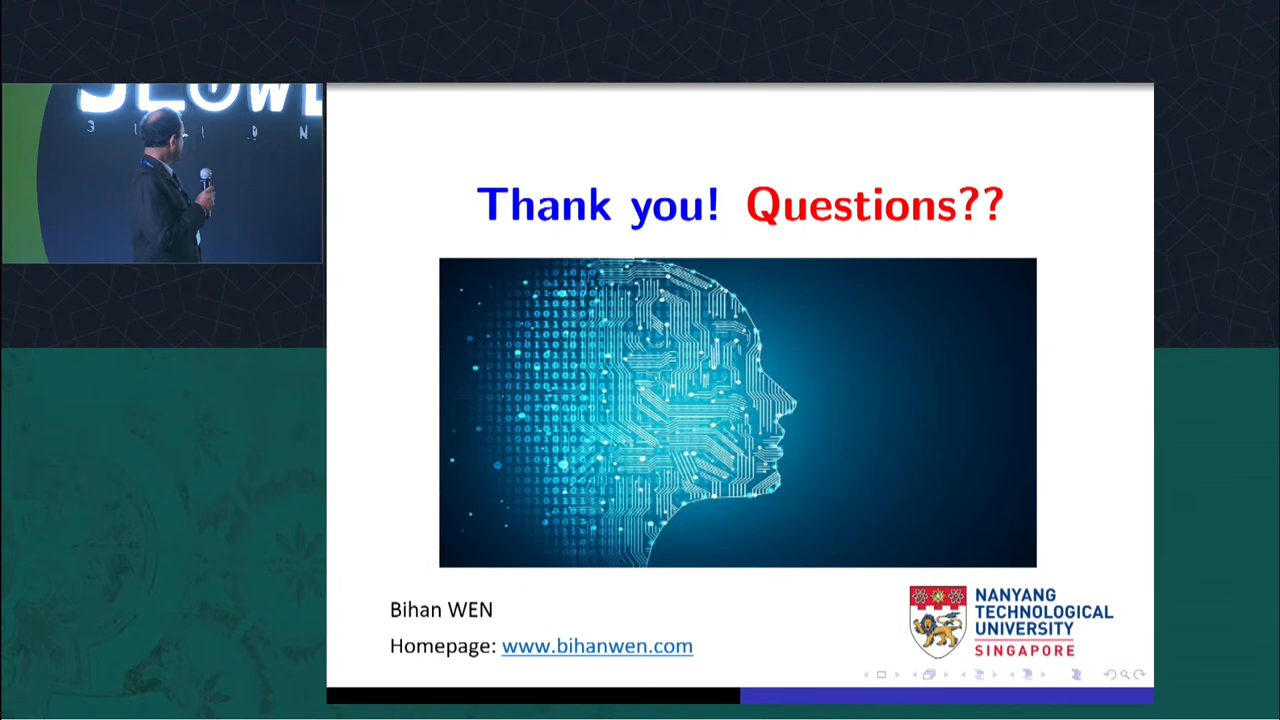 Thank you! Questions??
Bihan WEN
Homepage: www.bihanwen.com
NANYANG
TECHNOLOGICAL
UNIVERSITY
SINGAPORE